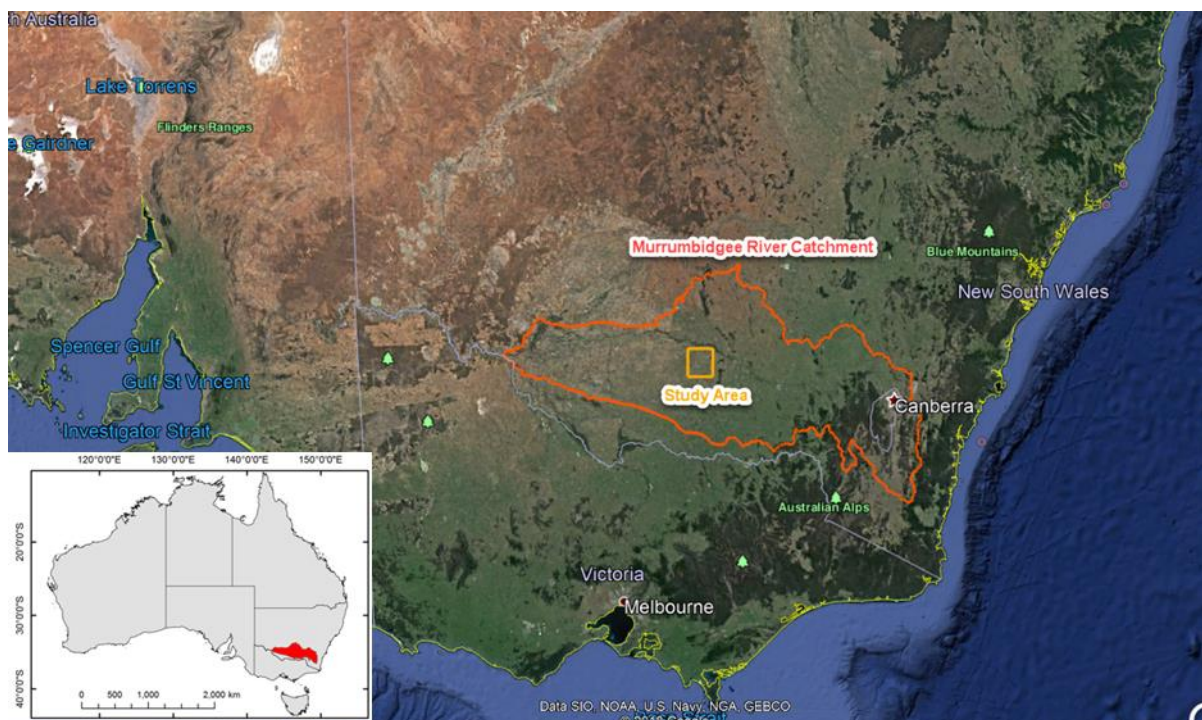 h Australia
Lake Torrens
Flinders Ranges
e Gairdner
Murrumbidgee River Catchment
Blue Mountains
New South Wales
Spencer Gulf
Study Area
Gulf St Vincent
Canberra
Investigator Strait
Australian Alps
Victoria
Melbourne
120°0'0"E 130°0'0"E 140°0'0"E 150°0'0"E
20°0'0"S
30°0'0"S
40°0'0"S
0 500 1,000 2,000 km
Data SIO, NOAA, U.S. Navy, NGA, GEBCO